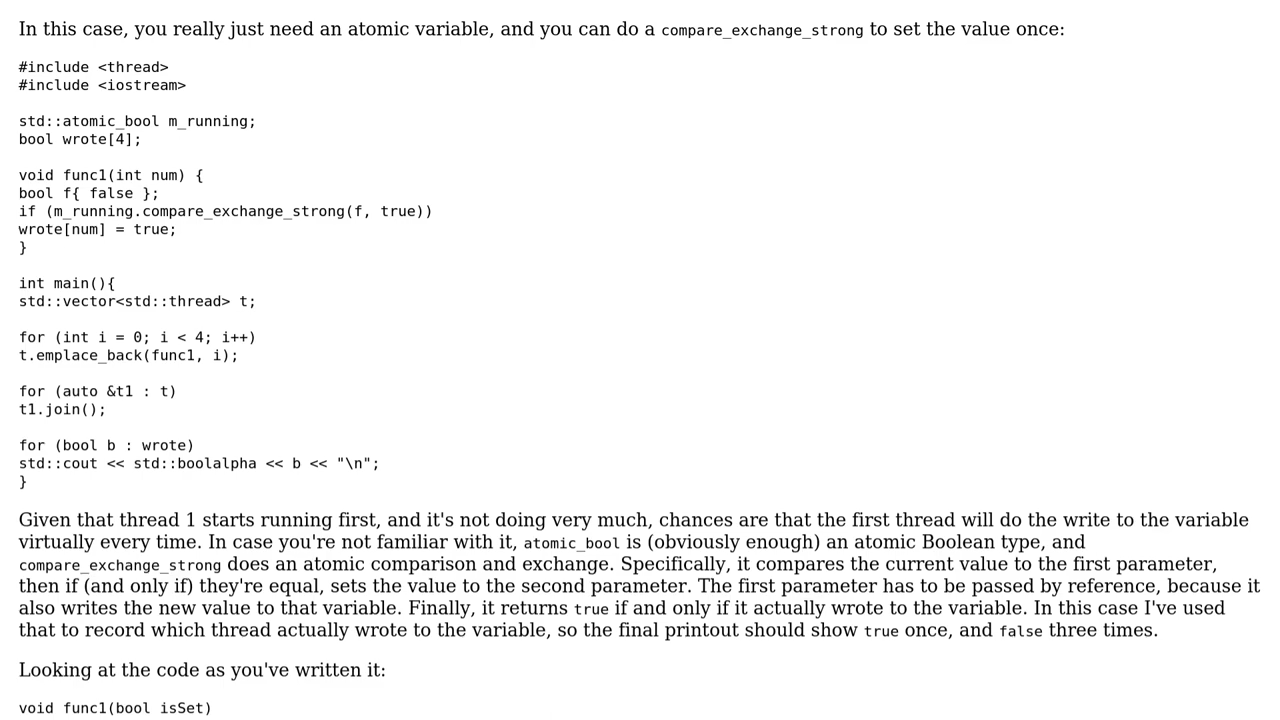 In this case, you really just need an atomic variable, and you can do a compare_exchange_strong to set the value once:
#include <thread>
#include <iostream>
std::atomic_bool m_running;
bool wrote[4];
void func1(int num) {
bool f{ false };
if (m_running.compare_exchange_strong(f, true))
wrote[num] = true;
}
int main(){
std::vector<std::thread> t;
for (int i = 0; i < 4; i++)
t.emplace_back(func1, i);
for (auto &t1 : t)
t1.join();
for (bool b : wrote)
std::cout << std::boolalpha << b << "\n";
}
Given that thread 1 starts running first, and it's not doing very much, chances are that the first thread will do the write to the variable
virtually every time. In case you're not familiar with it, atomic_bool is (obviously enough) an atomic Boolean type, and
compare_exchange_strong does an atomic comparison and exchange. Specifically, it compares the current value to the first parameter,
then if (and only if) they're equal, sets the value to the second parameter. The first parameter has to be passed by reference, because it
also writes the new value to that variable. Finally, it returns true if and only if it actually wrote to the variable. In this case I've used
that to record which thread actually wrote to the variable, so the final printout should show true once, and false three times.
Looking at the code as you've written it:
void func1(bool isSet)